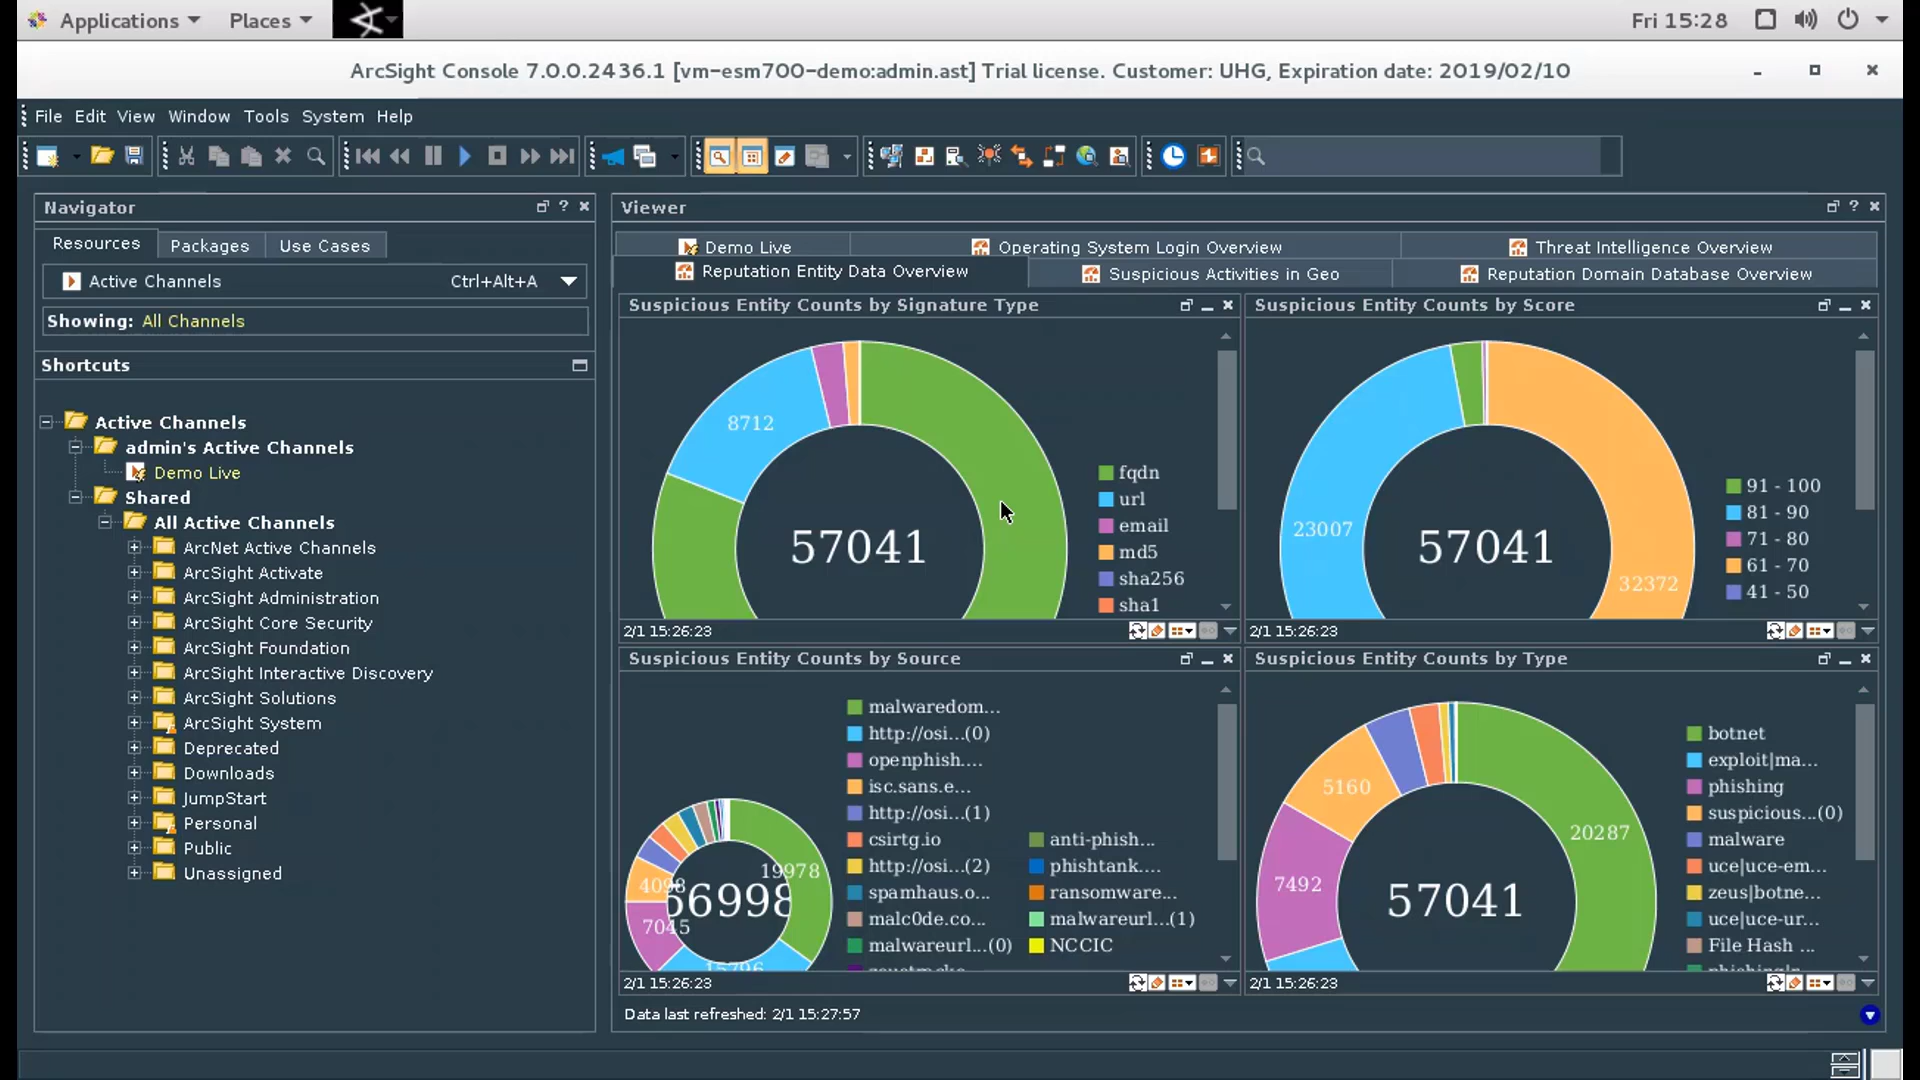 Applications Places Fri 15:28
ArcSight Console 7.0.0.2436.1 [vm-esm700-demo:admin.ast] Trial license. Customer: UHG, Expiration date: 2019/02/10
File Edit View Window Tools System Help
Navigator
Resources Packages Use Cases
Active Channels Ctrl+Alt+A
Showing: All Channels
Shortcuts
Active Channels
admin's Active Channels
Demo Live
Shared
All Active Channels
ArcNet Active Channels
ArcSight Activate
ArcSight Administration
ArcSight Core Security
ArcSight Foundation
ArcSight Interactive Discovery
ArcSight Solutions
ArcSight System
Deprecated
Downloads
JumpStart
Personal
Public
Unassigned
Viewer
Demo Live Operating System Login Overview Threat Intelligence Overview
Reputation Entity Data Overview Suspicious Activities in Geo Reputation Domain Database Overview
Suspicious Entity Counts by Signature Type
8712
57041
fqdn
url
email
md5
sha256
sha1
2/1 15:26:23
Suspicious Entity Counts by Score
23007
57041
32372
91 - 100
81 - 90
71 - 80
61 - 70
41 - 50
2/1 15:26:23
Suspicious Entity Counts by Source
19978
4098
56998
7045
15796
malwaredom...
http://osi...(0)
openphish....
isc.sans.e...
http://osi...(1)
csirtg.io anti-phish...
http://osi...(2) phishtank....
spamhaus.o... ransomware...
malc0de.co... malwareurl...(1)
malwareurl...(0) NCCIC
2/1 15:26:23
Suspicious Entity Counts by Type
5160
20287
7492
57041
botnet
exploit|ma...
phishing
suspicious...(0)
malware
uce|uce-em...
zeus|botne...
uce|uce-ur...
File Hash ...
2/1 15:26:23
Data last refreshed: 2/1 15:27:57